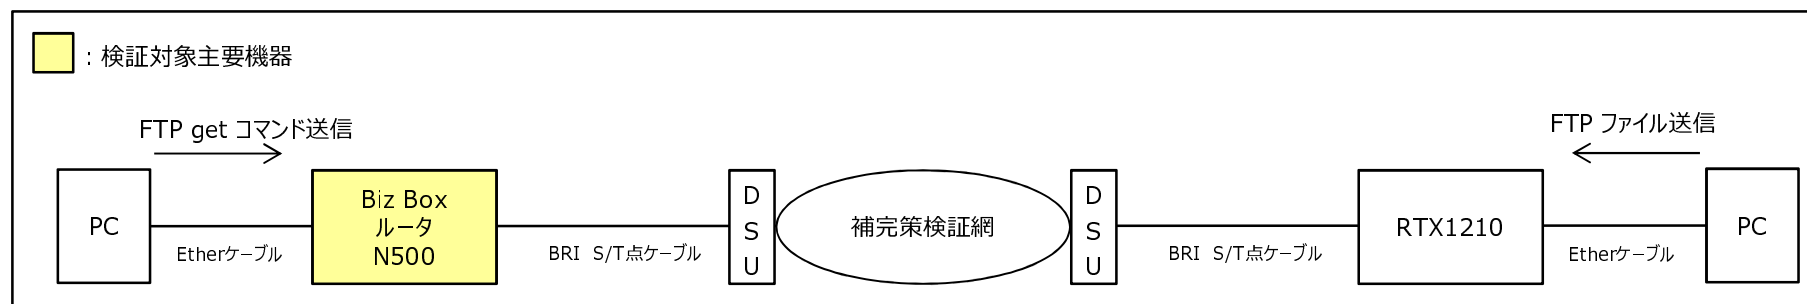 : 検証対象主要機器
FTP get コマンド送信
FTP ファイル送信
PC
Etherケーブル
Biz Box
ルータ
N500
BRI S/T点ケーブル
D
S
U
補完策検証網
D
S
U
BRI S/T点ケーブル
RTX1210
Etherケーブル
PC